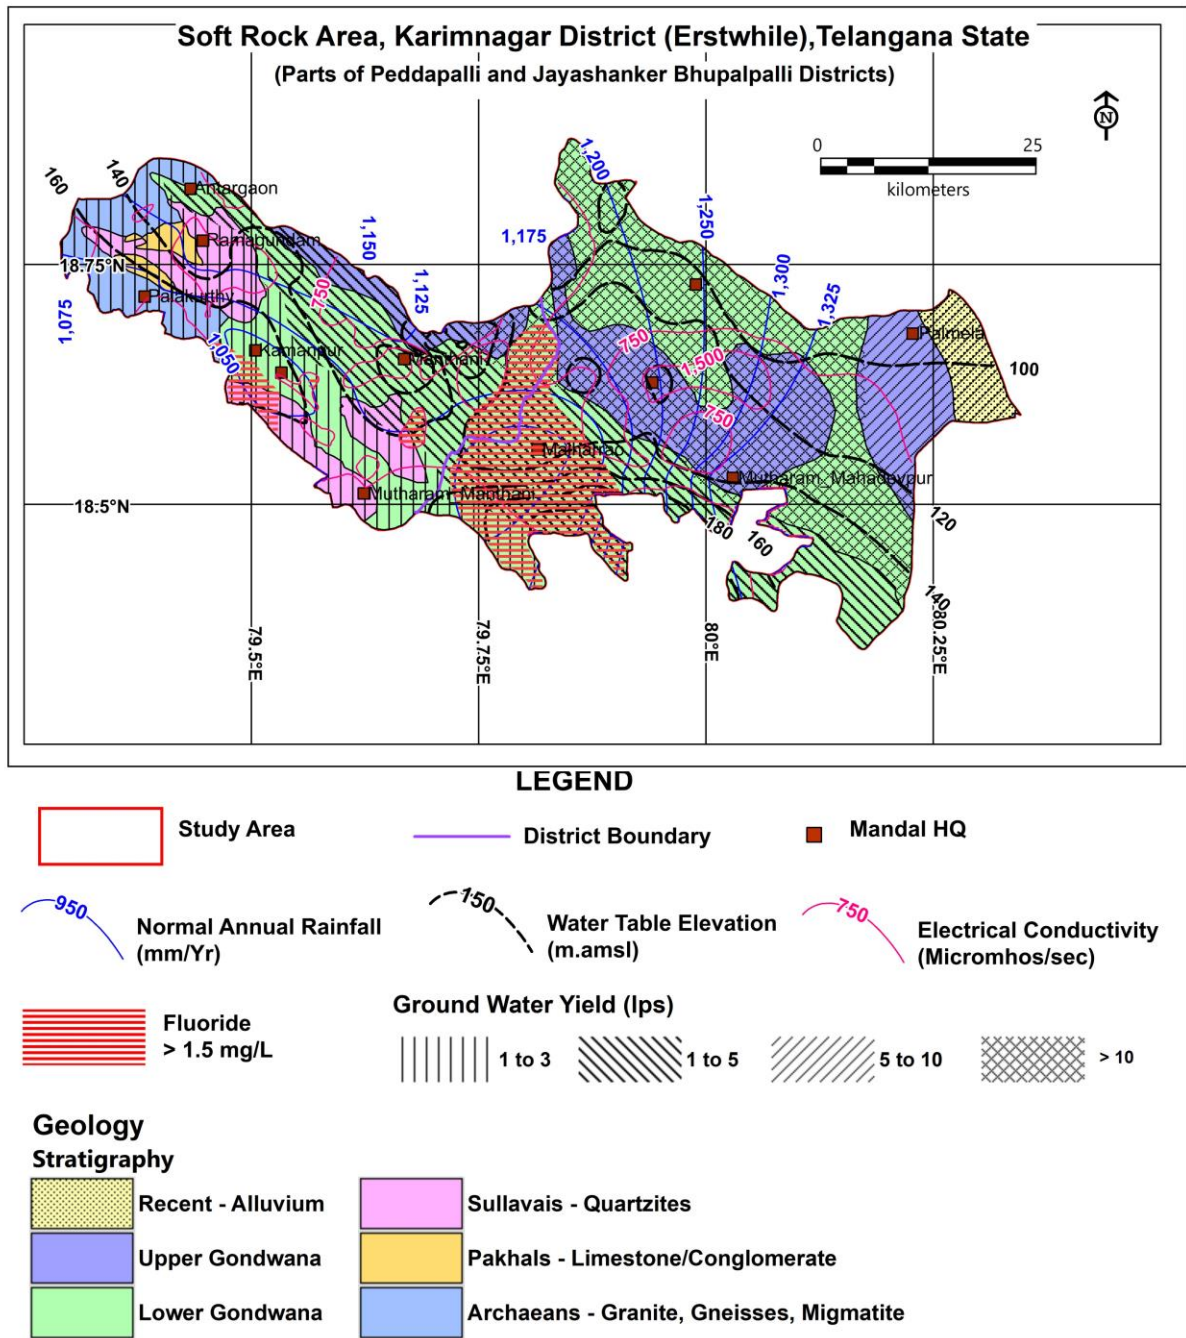 Soft Rock Area, Karimnagar District (Erstwhile),Telangana State
(Parts of Peddapalli and Jayashanker Bhupalpalli Districts)
N
0 25
kilometers
1,200
140
160
Antargaon
1,250
1,150
1,175
Ramagundam
18.75°N
750
1,300
1,125
1,325
Palakurthy
1,075
Palmela
1,050
Kamanpur
Manthani
750
1,500
100
750
Malharrao
Mutharam Manthani
Mutharam Mahadevpur
18.5°N
180
160
120
140
79.5°E
79.75°E
80°E
80.25°E
LEGEND
Study Area
District Boundary
Mandal HQ
950
Normal Annual Rainfall
(mm/Yr)
150
Water Table Elevation
(m.amsl)
750
Electrical Conductivity
(Micromhos/sec)
Fluoride
> 1.5 mg/L
Ground Water Yield (lps)
1 to 3
1 to 5
5 to 10
> 10
Geology
Stratigraphy
Recent - Alluvium
Sullavais - Quartzites
Upper Gondwana
Pakhals - Limestone/Conglomerate
Lower Gondwana
Archaeans - Granite, Gneisses, Migmatite